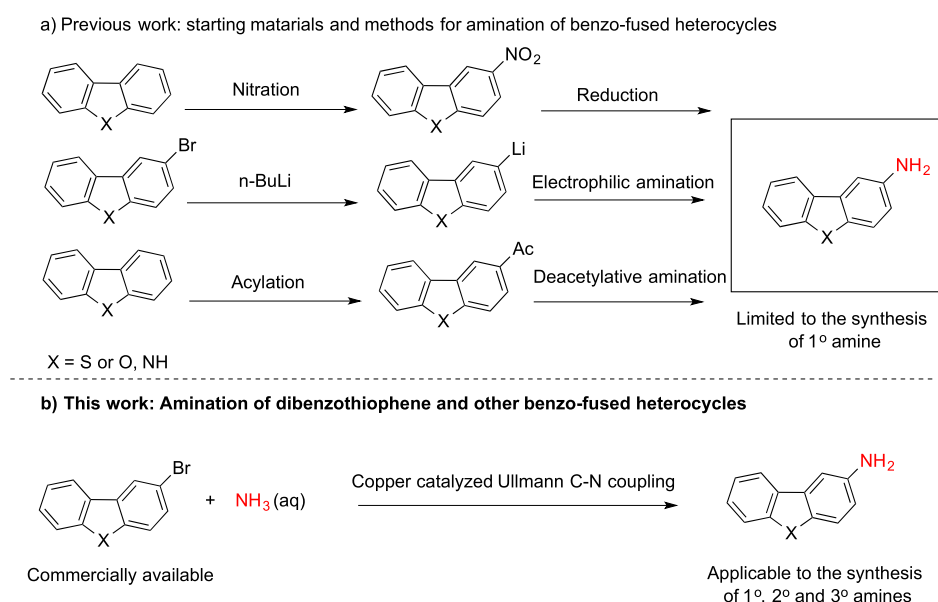 a) Previous work: starting matarials and methods for amination of benzo-fused heterocycles
X
Nitration
NO2
X
Reduction
Br
X
n-BuLi
Li
X
Electrophilic amination
NH2
X
X
Acylation
Ac
X
Deacetylative amination
Limited to the synthesis
of 1o amine
X = S or O, NH
b) This work: Amination of dibenzothiophene and other benzo-fused heterocycles
Br
X
+ NH3 (aq)
Copper catalyzed Ullmann C-N coupling
NH2
X
Commercially available
Applicable to the synthesis
of 1o, 2o and 3o amines